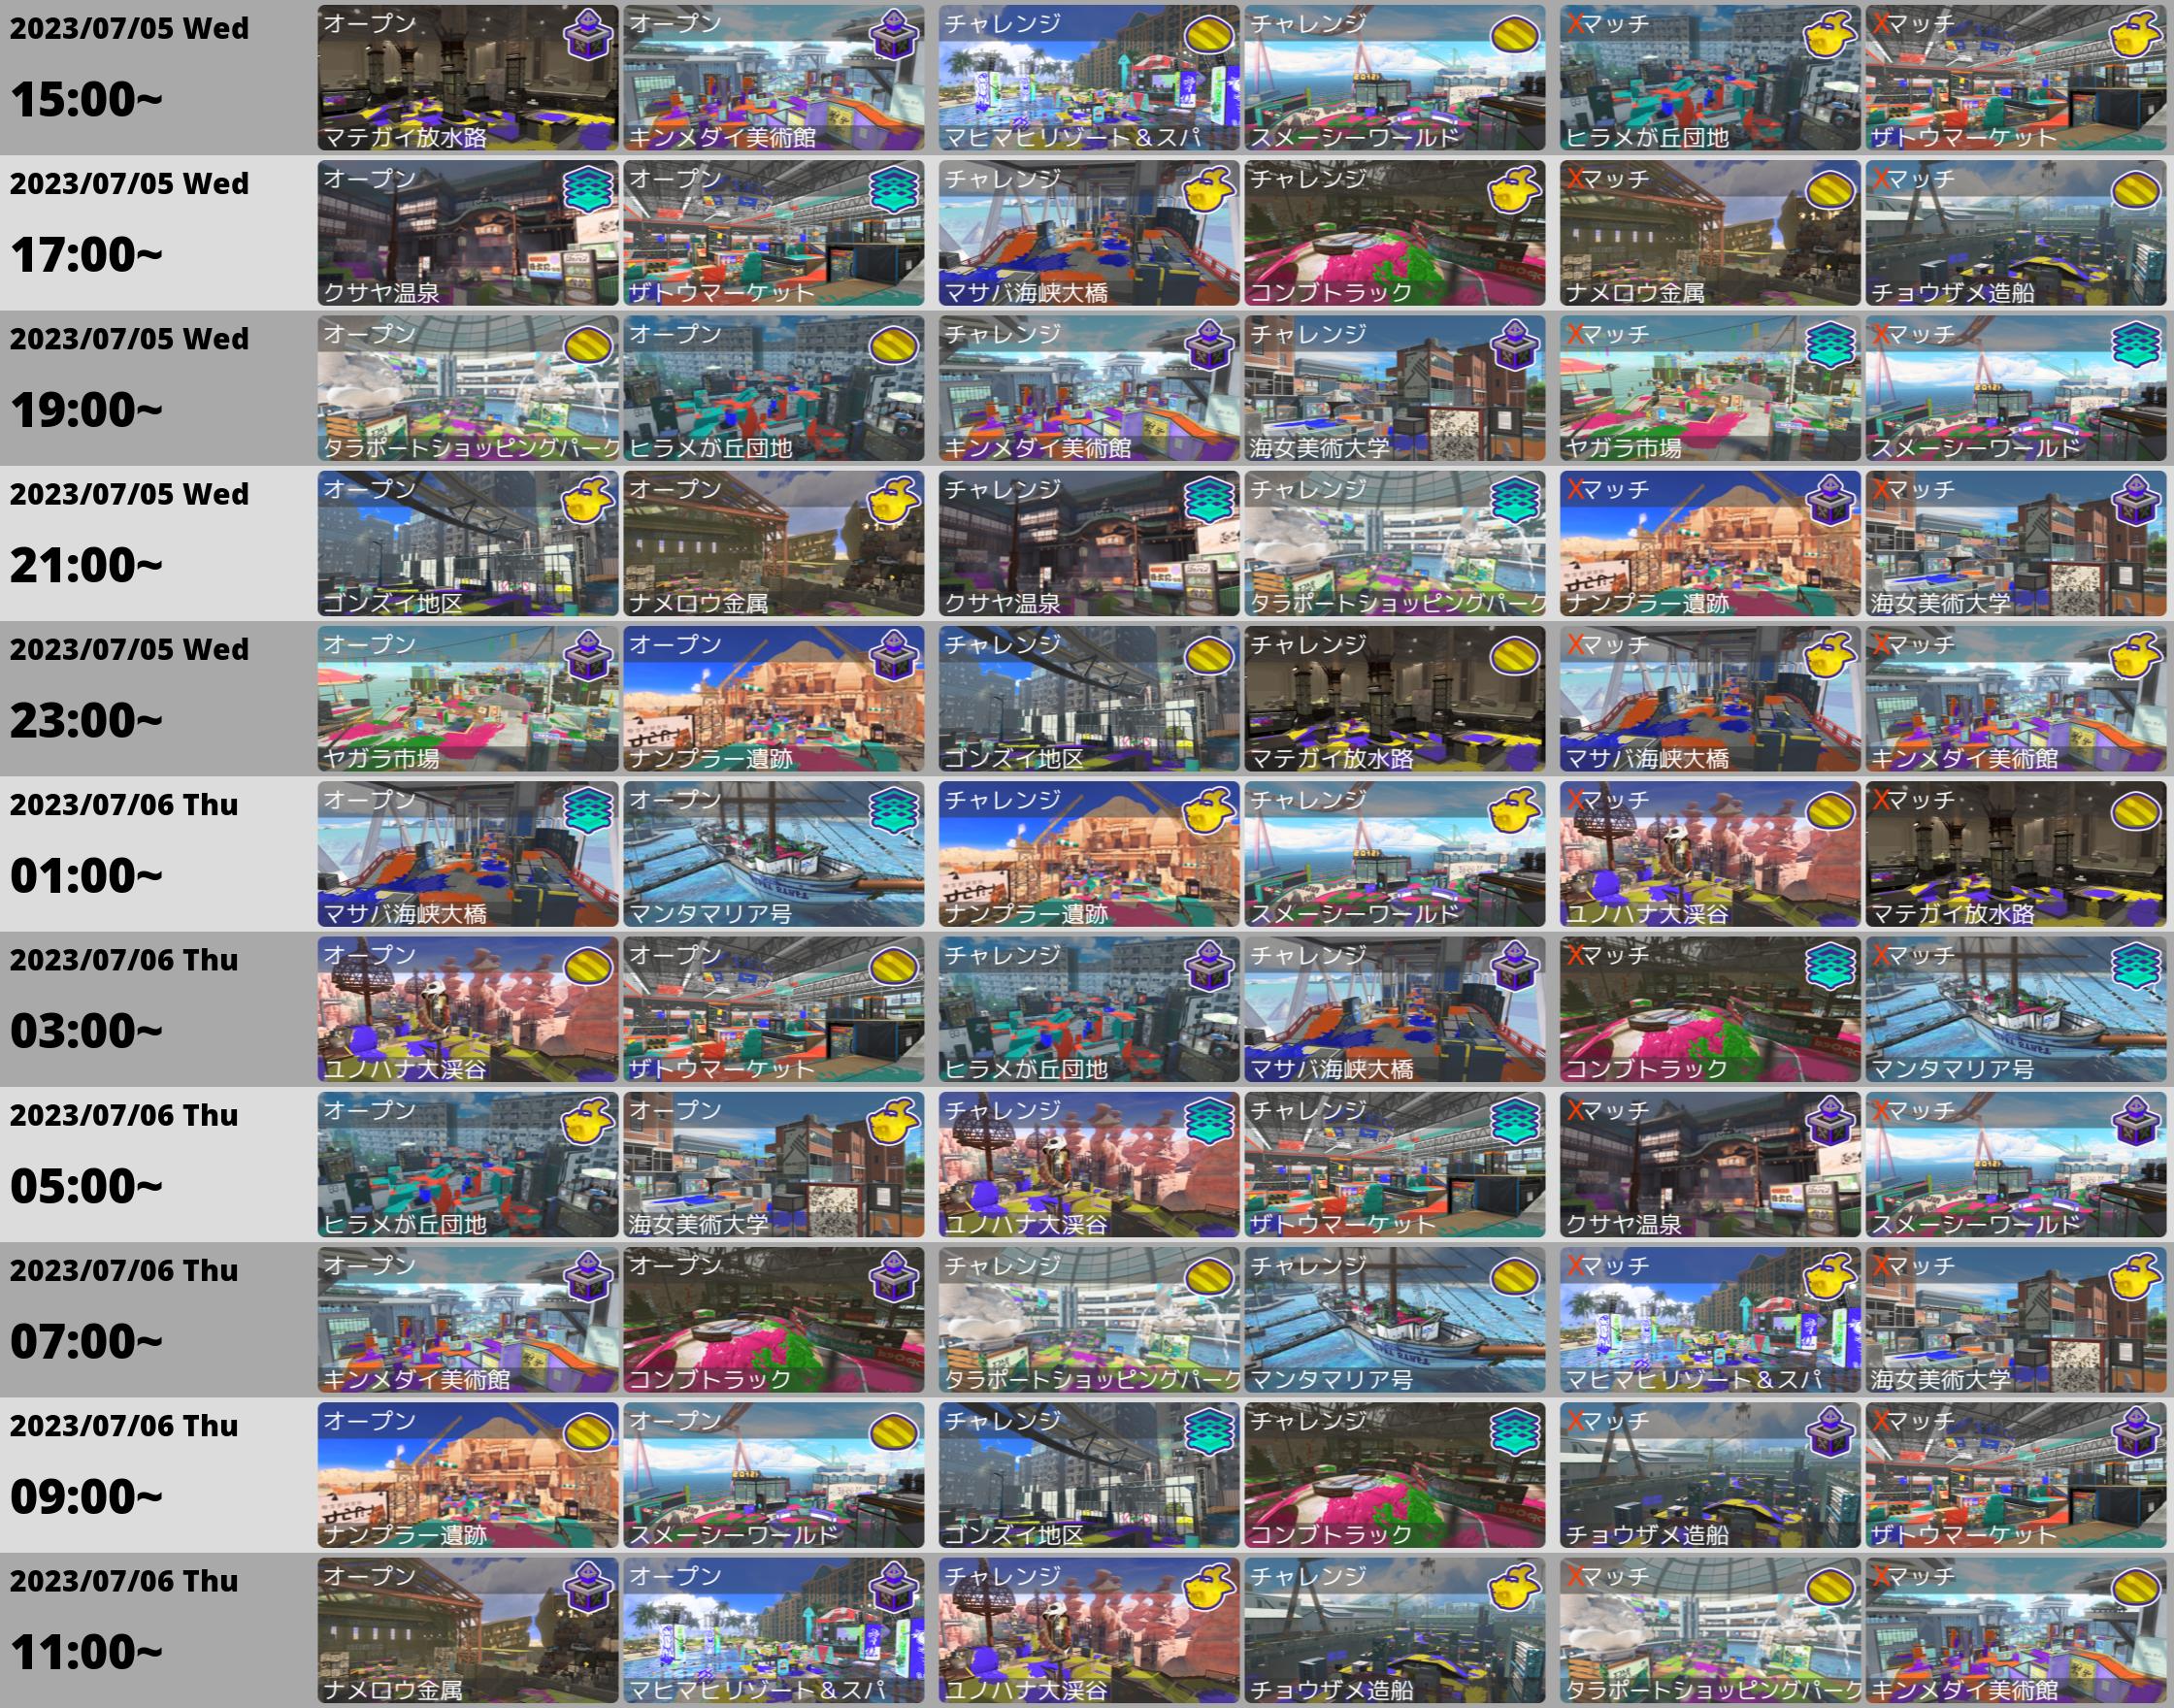 2023/07/05 Wed
15:00~
オープン オープン チャレンジ チャレンジ Xマッチ Xマッチ
マテガイ放水路 キンメダイ美術館 マヒマヒリゾート＆スパ スメーシーワールド ヒラメが丘団地 ザトウマーケット
2023/07/05 Wed
17:00~
オープン オープン チャレンジ チャレンジ Xマッチ Xマッチ
クサヤ温泉 ザトウマーケット マサバ海峡大橋 コンブトラック ナメロウ金属 チョウザメ造船
2023/07/05 Wed
19:00~
オープン オープン チャレンジ チャレンジ Xマッチ Xマッチ
タラポートショッピングパーク ヒラメが丘団地 キンメダイ美術館 海女美術大学 ヤガラ市場 スメーシーワールド
2023/07/05 Wed
21:00~
オープン オープン チャレンジ チャレンジ Xマッチ Xマッチ
ゴンズイ地区 ナメロウ金属 クサヤ温泉 タラポートショッピングパーク ナンプラー遺跡 海女美術大学
2023/07/05 Wed
23:00~
オープン オープン チャレンジ チャレンジ Xマッチ Xマッチ
ヤガラ市場 ナンプラー遺跡 ゴンズイ地区 マテガイ放水路 マサバ海峡大橋 キンメダイ美術館
2023/07/06 Thu
01:00~
オープン オープン チャレンジ チャレンジ Xマッチ Xマッチ
マサバ海峡大橋 マンタマリア号 ナンプラー遺跡 スメーシーワールド ユノハナ大渓谷 マテガイ放水路
2023/07/06 Thu
03:00~
オープン オープン チャレンジ チャレンジ Xマッチ Xマッチ
ユノハナ大渓谷 ザトウマーケット ヒラメが丘団地 マサバ海峡大橋 コンブトラック マンタマリア号
2023/07/06 Thu
05:00~
オープン オープン チャレンジ チャレンジ Xマッチ Xマッチ
ヒラメが丘団地 海女美術大学 ユノハナ大渓谷 ザトウマーケット クサヤ温泉 スメーシーワールド
2023/07/06 Thu
07:00~
オープン オープン チャレンジ チャレンジ Xマッチ Xマッチ
キンメダイ美術館 コンブトラック タラポートショッピングパーク マンタマリア号 マヒマヒリゾート＆スパ 海女美術大学
2023/07/06 Thu
09:00~
オープン オープン チャレンジ チャレンジ Xマッチ Xマッチ
ナンプラー遺跡 スメーシーワールド ゴンズイ地区 コンブトラック チョウザメ造船 ザトウマーケット
2023/07/06 Thu
11:00~
オープン オープン チャレンジ チャレンジ Xマッチ Xマッチ
ナメロウ金属 マヒマヒリゾート＆スパ ユノハナ大渓谷 チョウザメ造船 タラポートショッピングパーク キンメダイ美術館